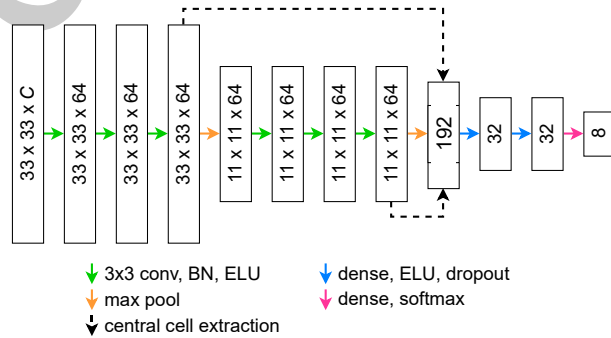 33 x 33 x C
33 x 33 x 64
33 x 33 x 64
33 x 33 x 64
11 x 11 x 64
11 x 11 x 64
11 x 11 x 64
11 x 11 x 64
192
32
32
8
3x3 conv, BN, ELU
max pool
central cell extraction
dense, ELU, dropout
dense, softmax